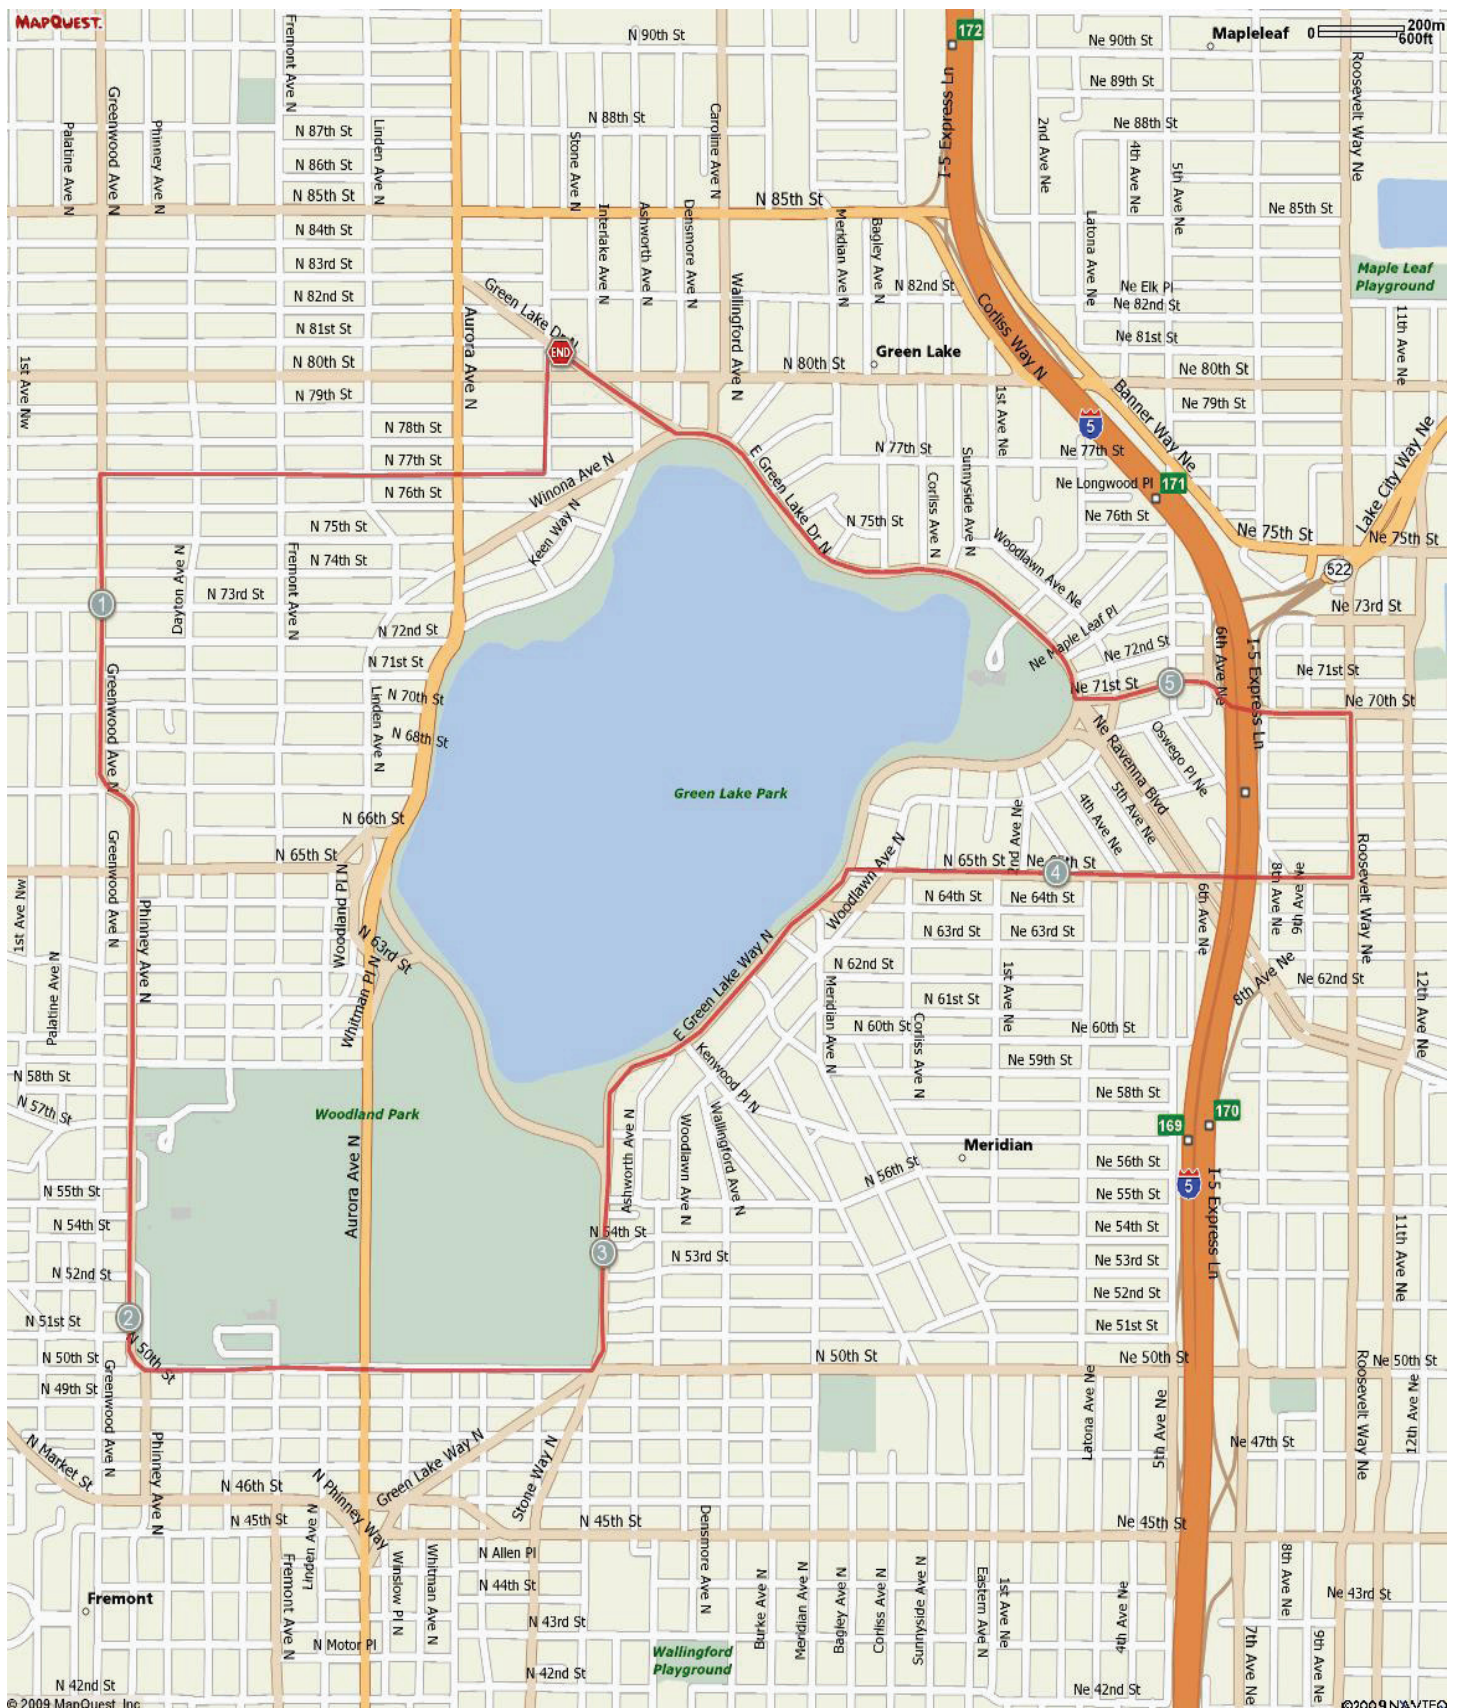 MAPQUEST.
172
Mapleleaf
0
200m
600ft
N 90th St
Ne 90th St
Fremont Ave N
Greenwood Ave N
Palatine Ave N
Phinney Ave N
Linden Ave N
N 87th St
N 86th St
N 85th St
N 84th St
N 83rd St
N 82nd St
N 81st St
N 80th St
N 79th St
N 78th St
N 77th St
N 76th St
N 75th St
N 74th St
N 73rd St
N 72nd St
N 71st St
N 70th St
N 68th St
N 66th St
N 65th St
N 63rd St
N 88th St
Stone Ave N
Caroline Ave N
Interlake Ave N
Ashworth Ave N
Densmore Ave N
N 85th St
Meridian Ave N
Bagley Ave N
N 82nd St
I-5 Express Ln
2nd Ave Ne
Ne 89th St
Ne 88th St
4th Ave Ne
5th Ave Ne
Latona Ave Ne
Ne 85th St
Roosevelt Way Ne
Maple Leaf
Playground
Ne Elk Pl
Ne 82nd St
Ne 81st St
Ne 80th St
Ne 79th St
11th Ave Ne
Green Lake Dr N
END
Aurora Ave N
Wallingford Ave N
N 80th St
Green Lake
Corliss Way N
Banner Way Ne
1st Ave Ne
5
Ne 77th St
Ne Longwood Pl
171
Ne 76th St
Ne 75th St
Lake City Way Ne
Ne 75th St
522
Ne 73rd St
1st Ave Nw
Winona Ave N
Keen Way N
E Green Lake Dr N
N 77th St
N 75th St
Corliss Ave N
Sunnyside Ave N
Woodlawn Ave Ne
Ne Maple Leaf Pl
Ne 72nd St
Ne 71st St
5
6th Ave Ne
I-5 Express Ln
Ne 71st St
Ne 70th St
1
Dayton Ave N
Fremont Ave N
Greenwood Ave N
Linden Ave N
Green Lake Park
Ne Ravenna Blvd
Oswego Pl Ne
5th Ave Ne
4th Ave Ne
2nd Ave Ne
Greenwood Ave N
Phinney Ave N
1st Ave Nw
Palatine Ave N
Woodland Pl N
Whitman Pl N
Woodlawn Ave N
N 65th St
4
N 64th St
Ne 64th St
N 63rd St
Ne 63rd St
N 62nd St
N 61st St
N 60th St
Ne 60th St
Ne 59th St
Ne 58th St
6th Ave Ne
8th Ave Ne
9th Ave Ne
Roosevelt Way Ne
8th Ave Ne
Ne 62nd St
12th Ave Ne
1st Ave Ne
Corliss Ave N
Meridian Ave N
E Green Lake Way N
Kenwood Pl N
N 58th St
N 57th St
Woodland Park
Aurora Ave N
Ashworth Ave N
Woodlawn Ave N
Wallingford Ave N
N 56th St
Meridian
169
170
5
I-5 Express Ln
Ne 56th St
Ne 55th St
Ne 54th St
Ne 53rd St
Ne 52nd St
Ne 51st St
Ne 50th St
11th Ave Ne
N 55th St
N 54th St
N 52nd St
N 51st St
N 50th St
N 49th St
2
N 50th St
N 54th St
3
N 53rd St
N 50th St
Ne 50th St
Roosevelt Way Ne
12th Ave Ne
Latona Ave Ne
5th Ave Ne
Ne 47th St
Greenwood Ave N
Phinney Ave N
N Market St
N 46th St
N 45th St
N Phinney Way
Green Lake Way N
Stone Way N
N 45th St
Ne 45th St
Linden Ave N
Fremont Ave N
Winslow Pl N
Whitman Ave N
N Allen Pl
N 44th St
N 43rd St
N 42nd St
N Motor Pl
Densmore Ave N
Burke Ave N
Meridian Ave N
Bagley Ave N
Corliss Ave N
Sunnyside Ave N
Eastern Ave N
1st Ave Ne
4th Ave Ne
8th Ave Ne
Ne 43rd St
7th Ave Ne
9th Ave Ne
Ne 42nd St
Fremont
N 42nd St
Wallingford
Playground
© 2009 MapQuest, Inc
©2009 NAVTEQ